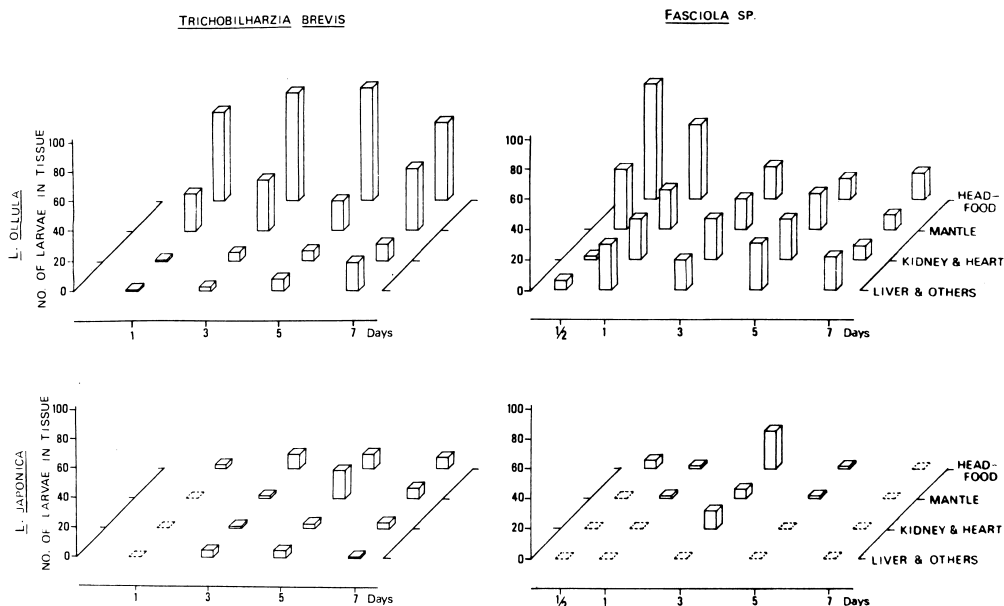 TRICHOBILHARZIA BREVIS
FASCIOLA SP.
L. OLLULA
NO. OF LARVAE IN TISSUE
100
80
60
40
20
0
1 3 5 7 Days
100
80
60
40
20
0
HEAD-
FOOD
MANTLE
KIDNEY & HEART
LIVER & OTHERS
½ 1 3 5 7 Days
L. JAPONICA
NO. OF LARVAE IN TISSUE
100
80
60
40
20
0
1 3 5 7 Days
100
80
60
40
20
0
HEAD-
FOOD
MANTLE
KIDNEY & HEART
LIVER & OTHERS
½ 1 3 5 7 Days